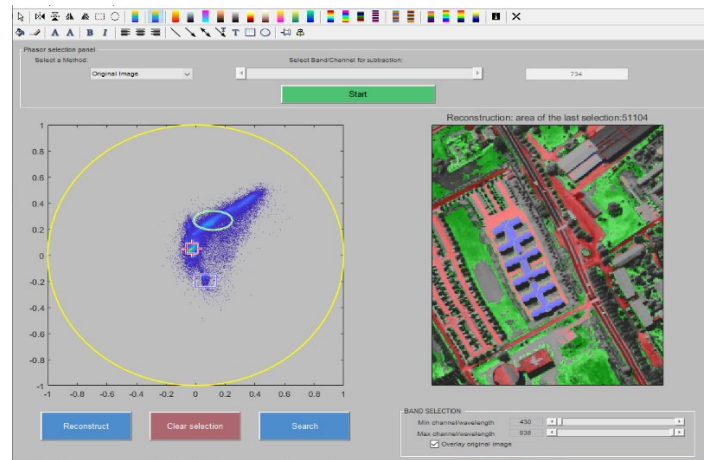 Phasor selection panel
Select a Method:
Select Band/Channel for subtraction:
Original Image
734
Start
Reconstruction: area of the last selection:51104
1
0.8
0.6
0.4
0.2
0
-0.2
-0.4
-0.6
-0.8
-1
-1 -0.8 -0.6 -0.4 -0.2 0 0.2 0.4 0.6 0.8 1
Reconstruct
Clear selection
Search
BAND SELECTION
Min channel/wavelength 430
Max channel/wavelength 838
Overlay original image